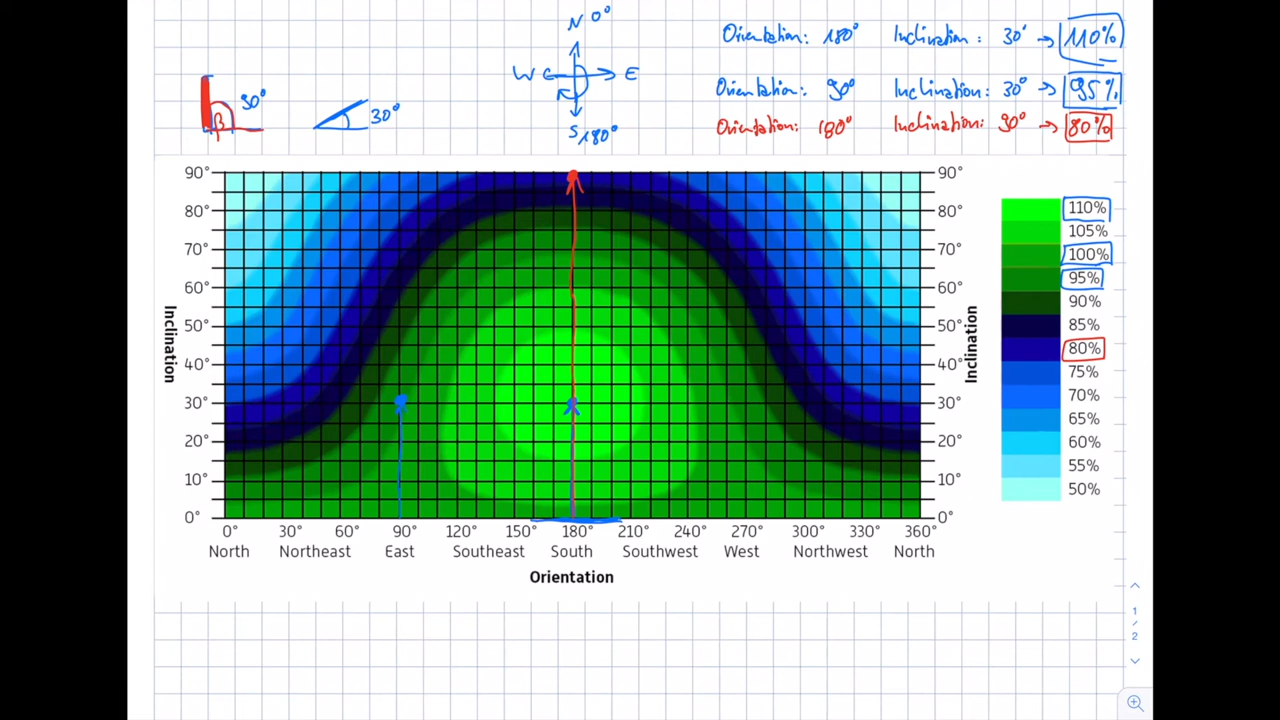 N 0°
W E
S 180°
90°
β
30°
Orientation: 180° Inclination: 30° → 110%
Orientation: 90° Inclination: 30° → 95%
Orientation: 180° Inclination: 90° → 80%
90° 90°
80° 80°
70° 70°
60° 60°
50° 50°
40° 40°
30° 30°
20° 20°
10° 10°
0° 0°
Inclination
Inclination
0° 30° 60° 90° 120° 150° 180° 210° 240° 270° 300° 330° 360°
North Northeast East Southeast South Southwest West Northwest North
Orientation
110%
105%
100%
95%
90%
85%
80%
75%
70%
65%
60%
55%
50%
1
/
2